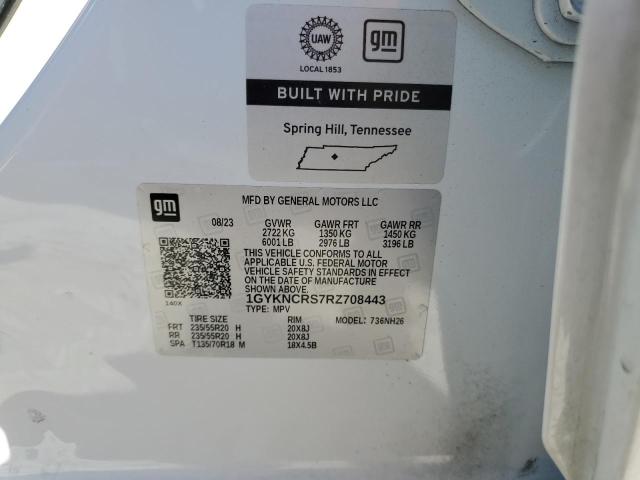 UAW
gm
LOCAL 1853
BUILT WITH PRIDE
Spring Hill, Tennessee
gm
MFD BY GENERAL MOTORS LLC
08/23 GVWR GAWR FRT GAWR RR
2722 KG 1350 KG 1450 KG
6001 LB 2976 LB 3196 LB
THIS VEHICLE CONFORMS TO ALL
APPLICABLE U.S. FEDERAL MOTOR
VEHICLE SAFETY STANDARDS IN EFFECT
ON THE DATE OF MANUFACTURE SHOWN ABOVE.
140X
1GYKNCRS7RZ708443
TYPE: MPV
TIRE SIZE RIM MODEL: 736NH26
FRT 235/55R20 H 20X8J
RR 235/55R20 H 20X8J
SPA T135/70R18 M 18X4.5B